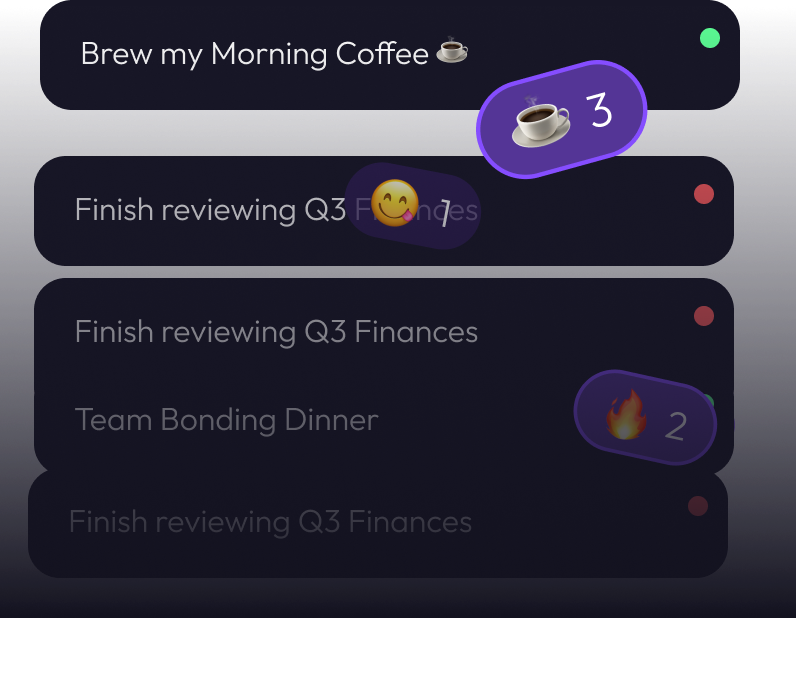 Brew my Morning Coffee ☕
☕ 3
Finish reviewing Q3 Finances
😋 1
Finish reviewing Q3 Finances
Team Bonding Dinner
🔥 2
Finish reviewing Q3 Finances